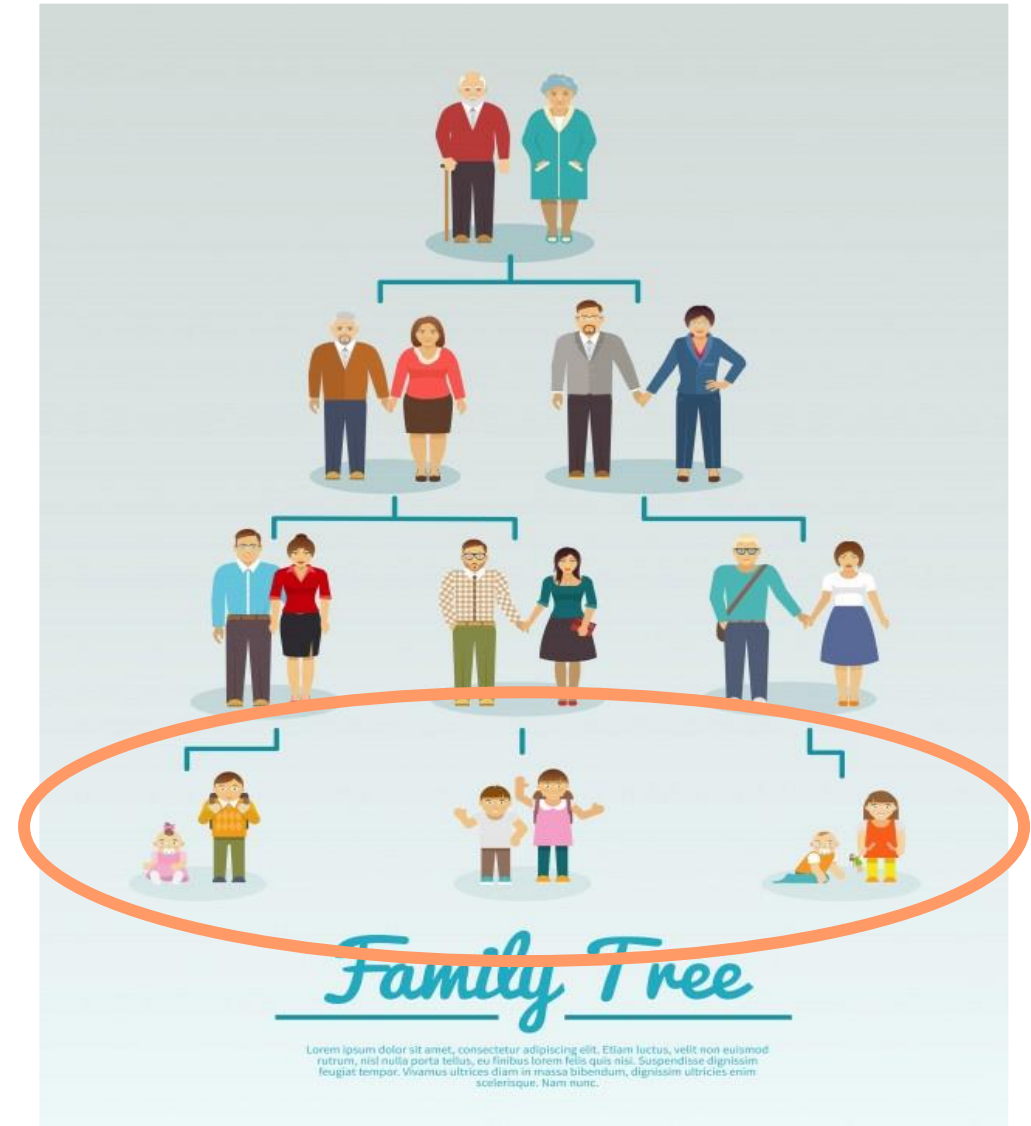 Family Tree
Lorem ipsum dolor sit amet, consectetur adipiscing elit. Etiam luctus, velit non euismod
rutrum, nisl nulla porta tellus, eu finibus lorem felis quis nisi. Suspendisse dignissim
feugiat tempor. Vivamus ultrices diam in massa bibendum, dignissim ultricies enim
scelerisque. Nam nunc.